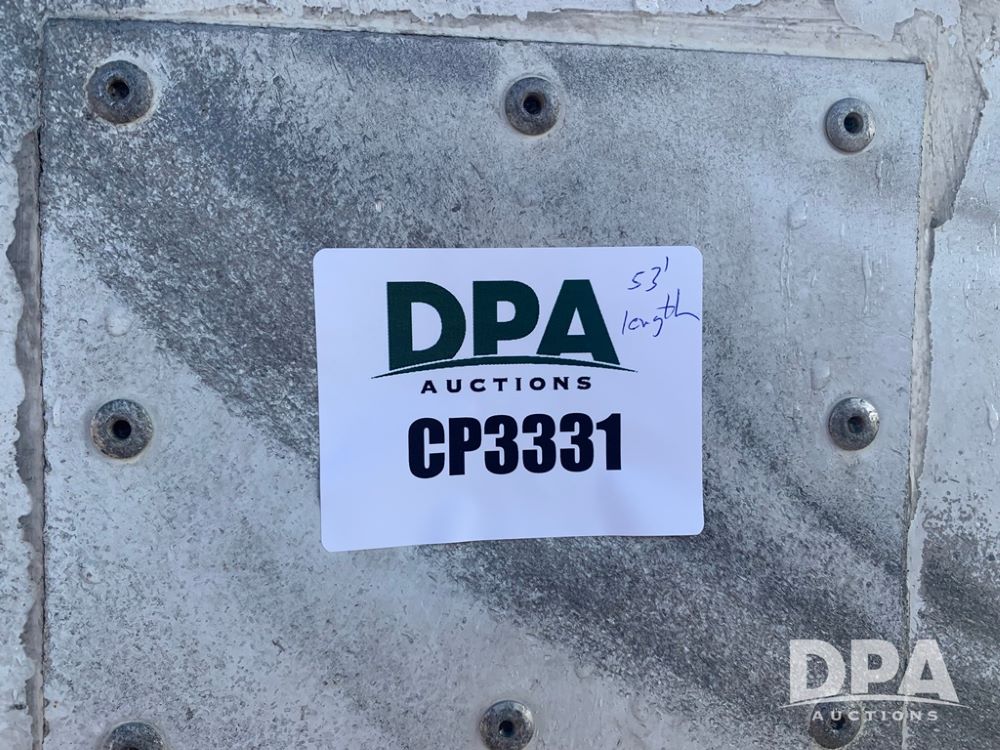 53'
length
DPA
AUCTIONS
CP3331
DPA
AUCTIONS